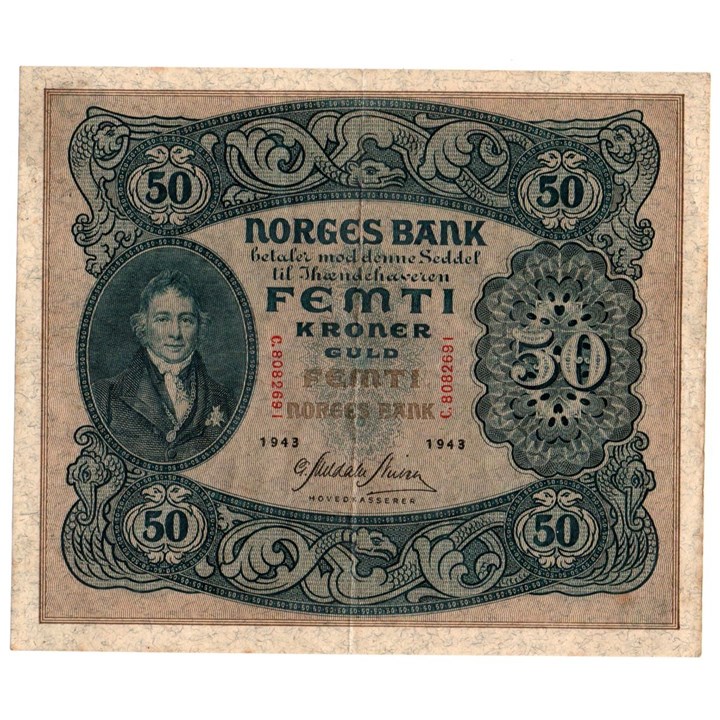 50
50
NORGES BANK
betaler mod denne Seddel
til Ihændehaveren
FEMTI
KRONER
GULD
FEMTI
NORGES BANK
C.8082691
C.8082691
50
1943
1943
HOVEDKASSERER
50
50